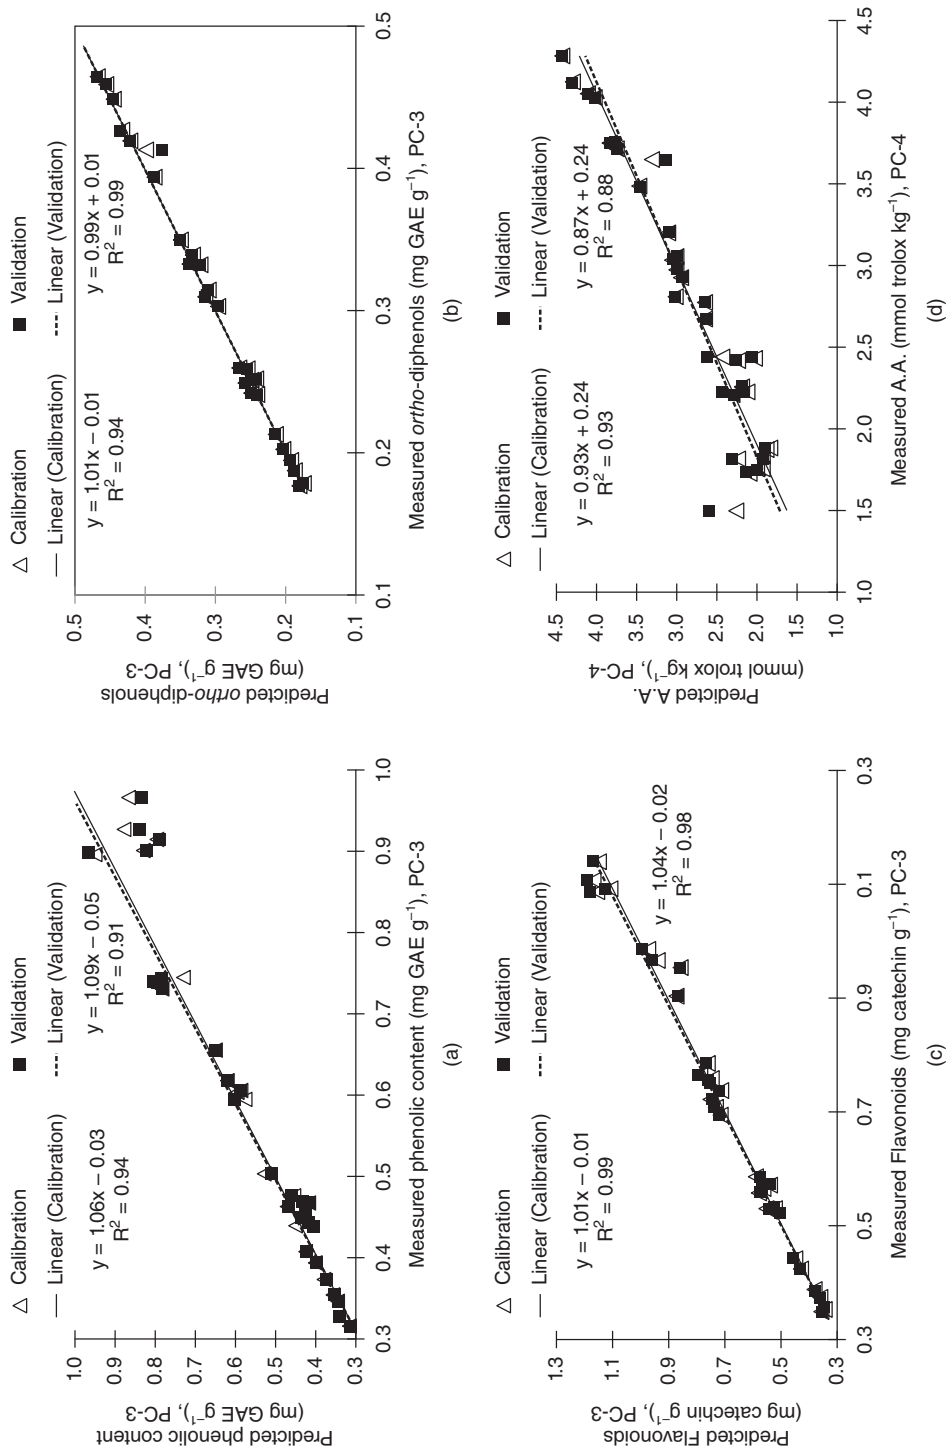 △ Calibration ■ Validation
— Linear (Calibration) --- Linear (Validation)
y = 1.06x – 0.03
R² = 0.94
y = 1.09x – 0.05
R² = 0.91
1.0
0.9
0.8
0.7
0.6
0.5
0.4
0.3
Predicted phenolic content
(mg GAE g⁻¹), PC-3
0.3 0.4 0.5 0.6 0.7 0.8 0.9 1.0
Measured phenolic content (mg GAE g⁻¹), PC-3
(a)
△ Calibration ■ Validation
— Linear (Calibration) --- Linear (Validation)
y = 1.01x – 0.01
R² = 0.94
y = 0.99x + 0.01
R² = 0.99
0.5
0.4
0.3
0.2
0.1
Predicted ortho-diphenols
(mg GAE g⁻¹), PC-3
0.1 0.2 0.3 0.4 0.5
Measured ortho-diphenols (mg GAE g⁻¹), PC-3
(b)
△ Calibration ■ Validation
— Linear (Calibration) --- Linear (Validation)
y = 1.01x – 0.01
R² = 0.99
y = 1.04x – 0.02
R² = 0.98
1.3
1.1
0.9
0.7
0.5
0.3
Predicted Flavonoids
(mg catechin g⁻¹), PC-3
0.3 0.5 0.7 0.9 0.1 0.3
Measured Flavonoids (mg catechin g⁻¹), PC-3
(c)
△ Calibration ■ Validation
— Linear (Calibration) --- Linear (Validation)
y = 0.93x + 0.24
R² = 0.93
y = 0.87x + 0.24
R² = 0.88
4.5
4.0
3.5
3.0
2.5
2.0
1.5
1.0
Predicted A.A.
(mmol trolox kg⁻¹), PC-4
1.0 1.5 2.0 2.5 3.0 3.5 4.0 4.5
Measured A.A. (mmol trolox kg⁻¹), PC-4
(d)